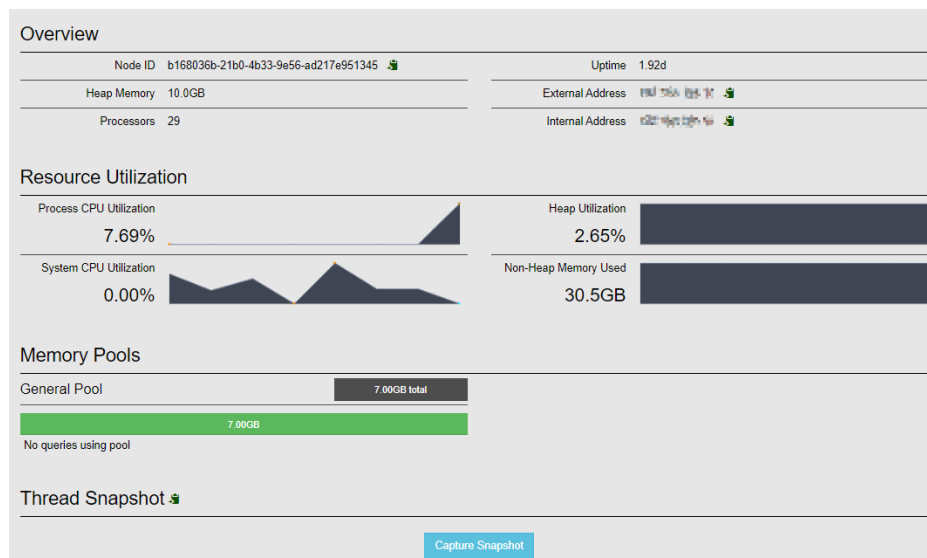 Overview
Node ID b168036b-21b0-4b33-9e56-ad217e951345
Uptime 1.92d
Heap Memory 10.0GB
External Address
Processors 29
Internal Address
Resource Utilization
Process CPU Utilization
7.69%
Heap Utilization
2.65%
System CPU Utilization
0.00%
Non-Heap Memory Used
30.5GB
Memory Pools
General Pool
7.00GB total
7.00GB
No queries using pool
Thread Snapshot
Capture Snapshot